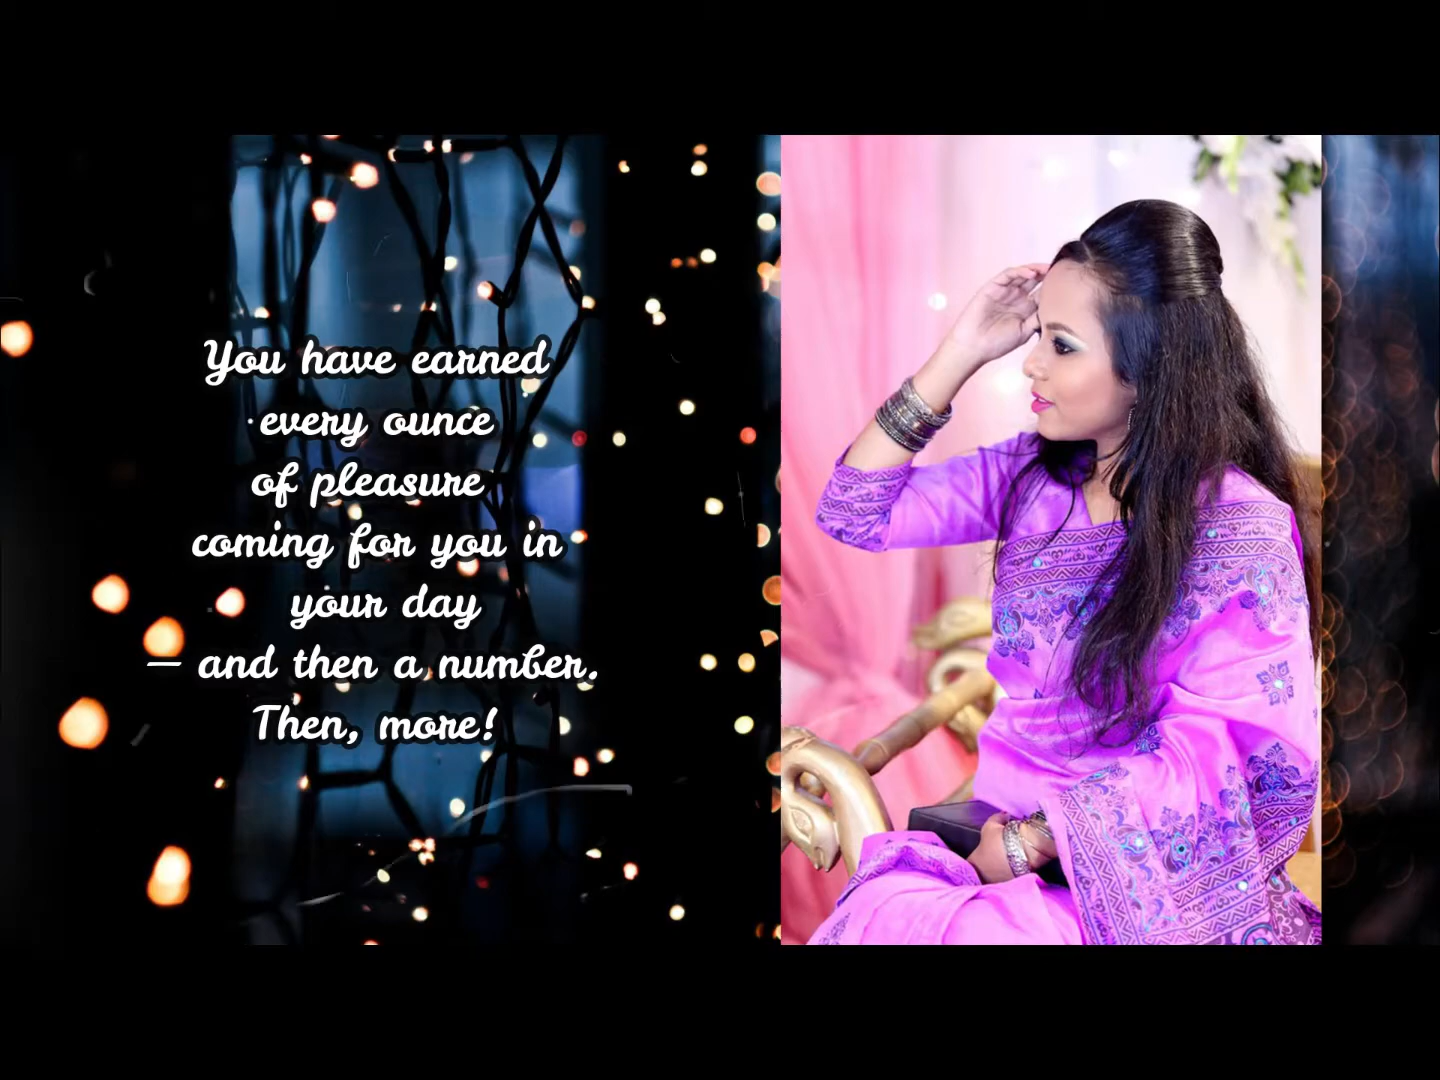 You have earned
every ounce
of pleasure
coming for you in
your day
— and then a number.
Then, more!